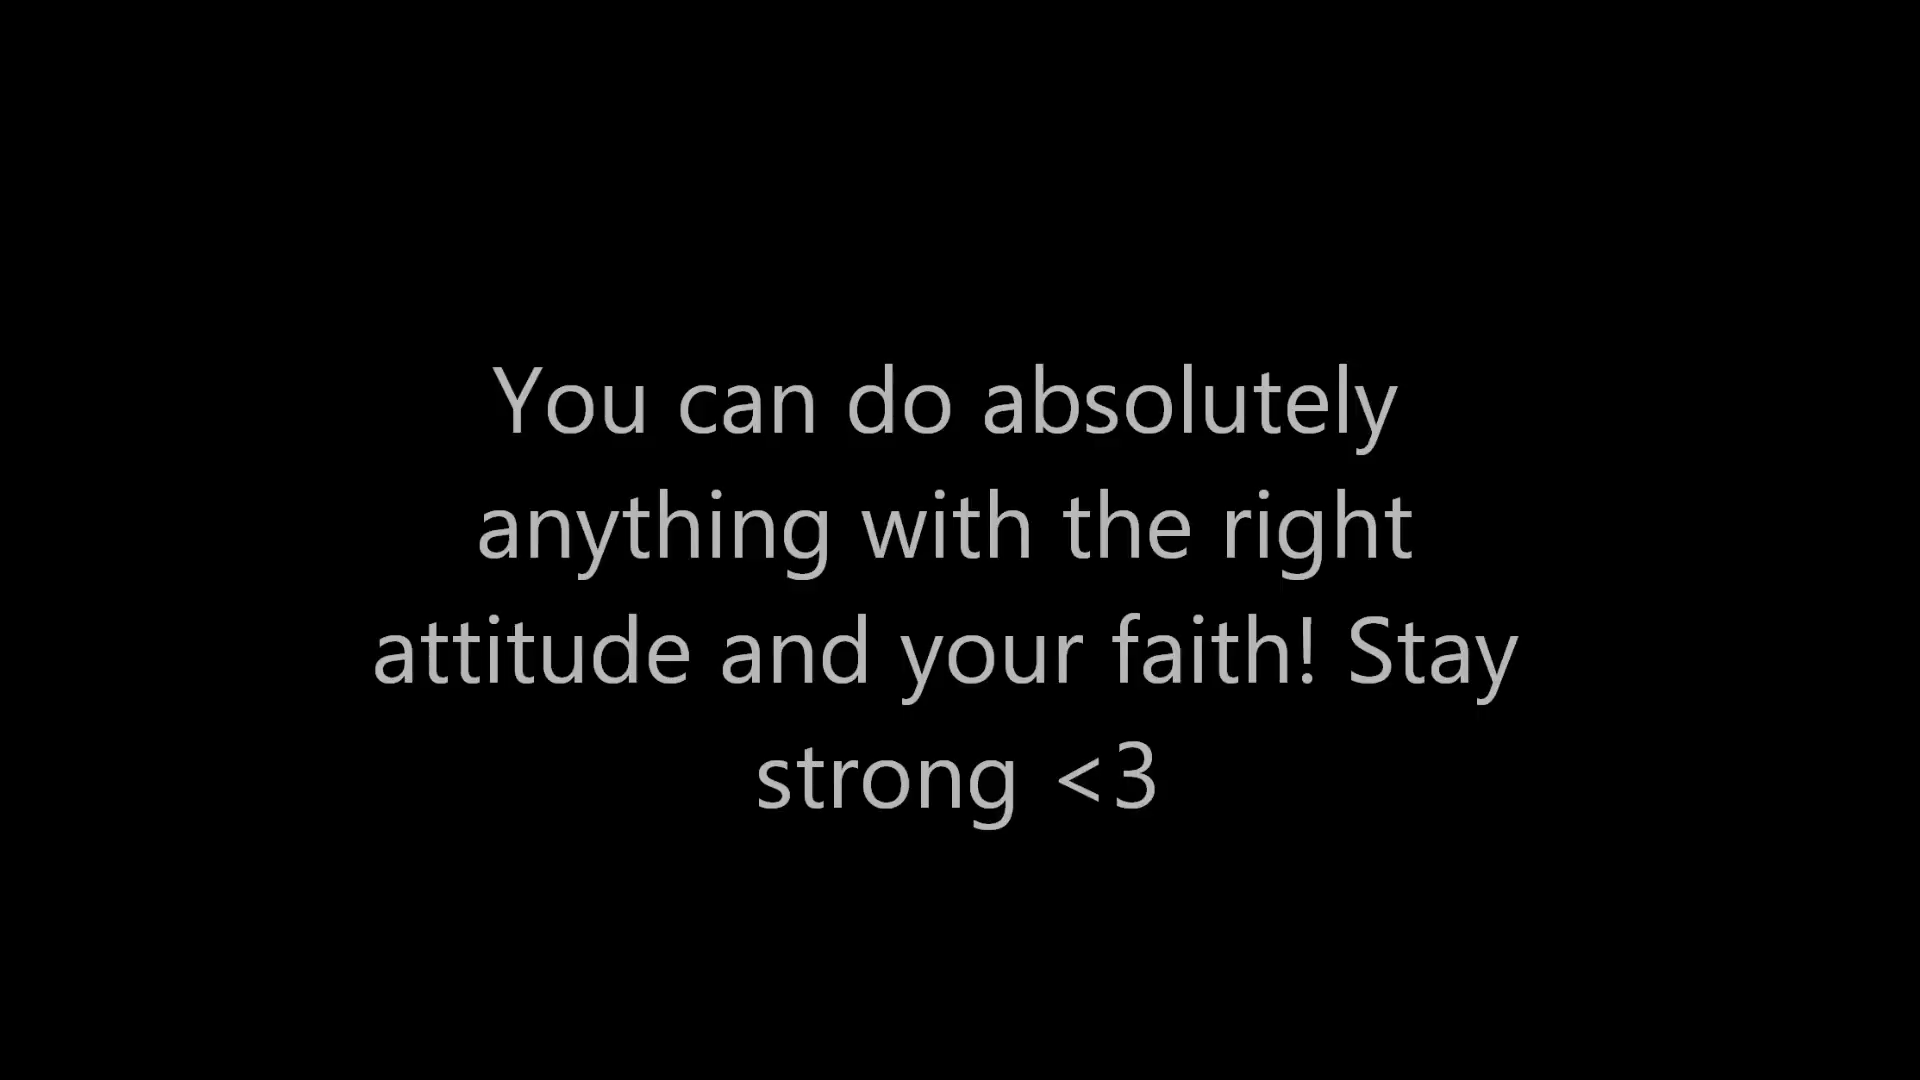 You can do absolutely
anything with the right
attitude and your faith! Stay
strong <3